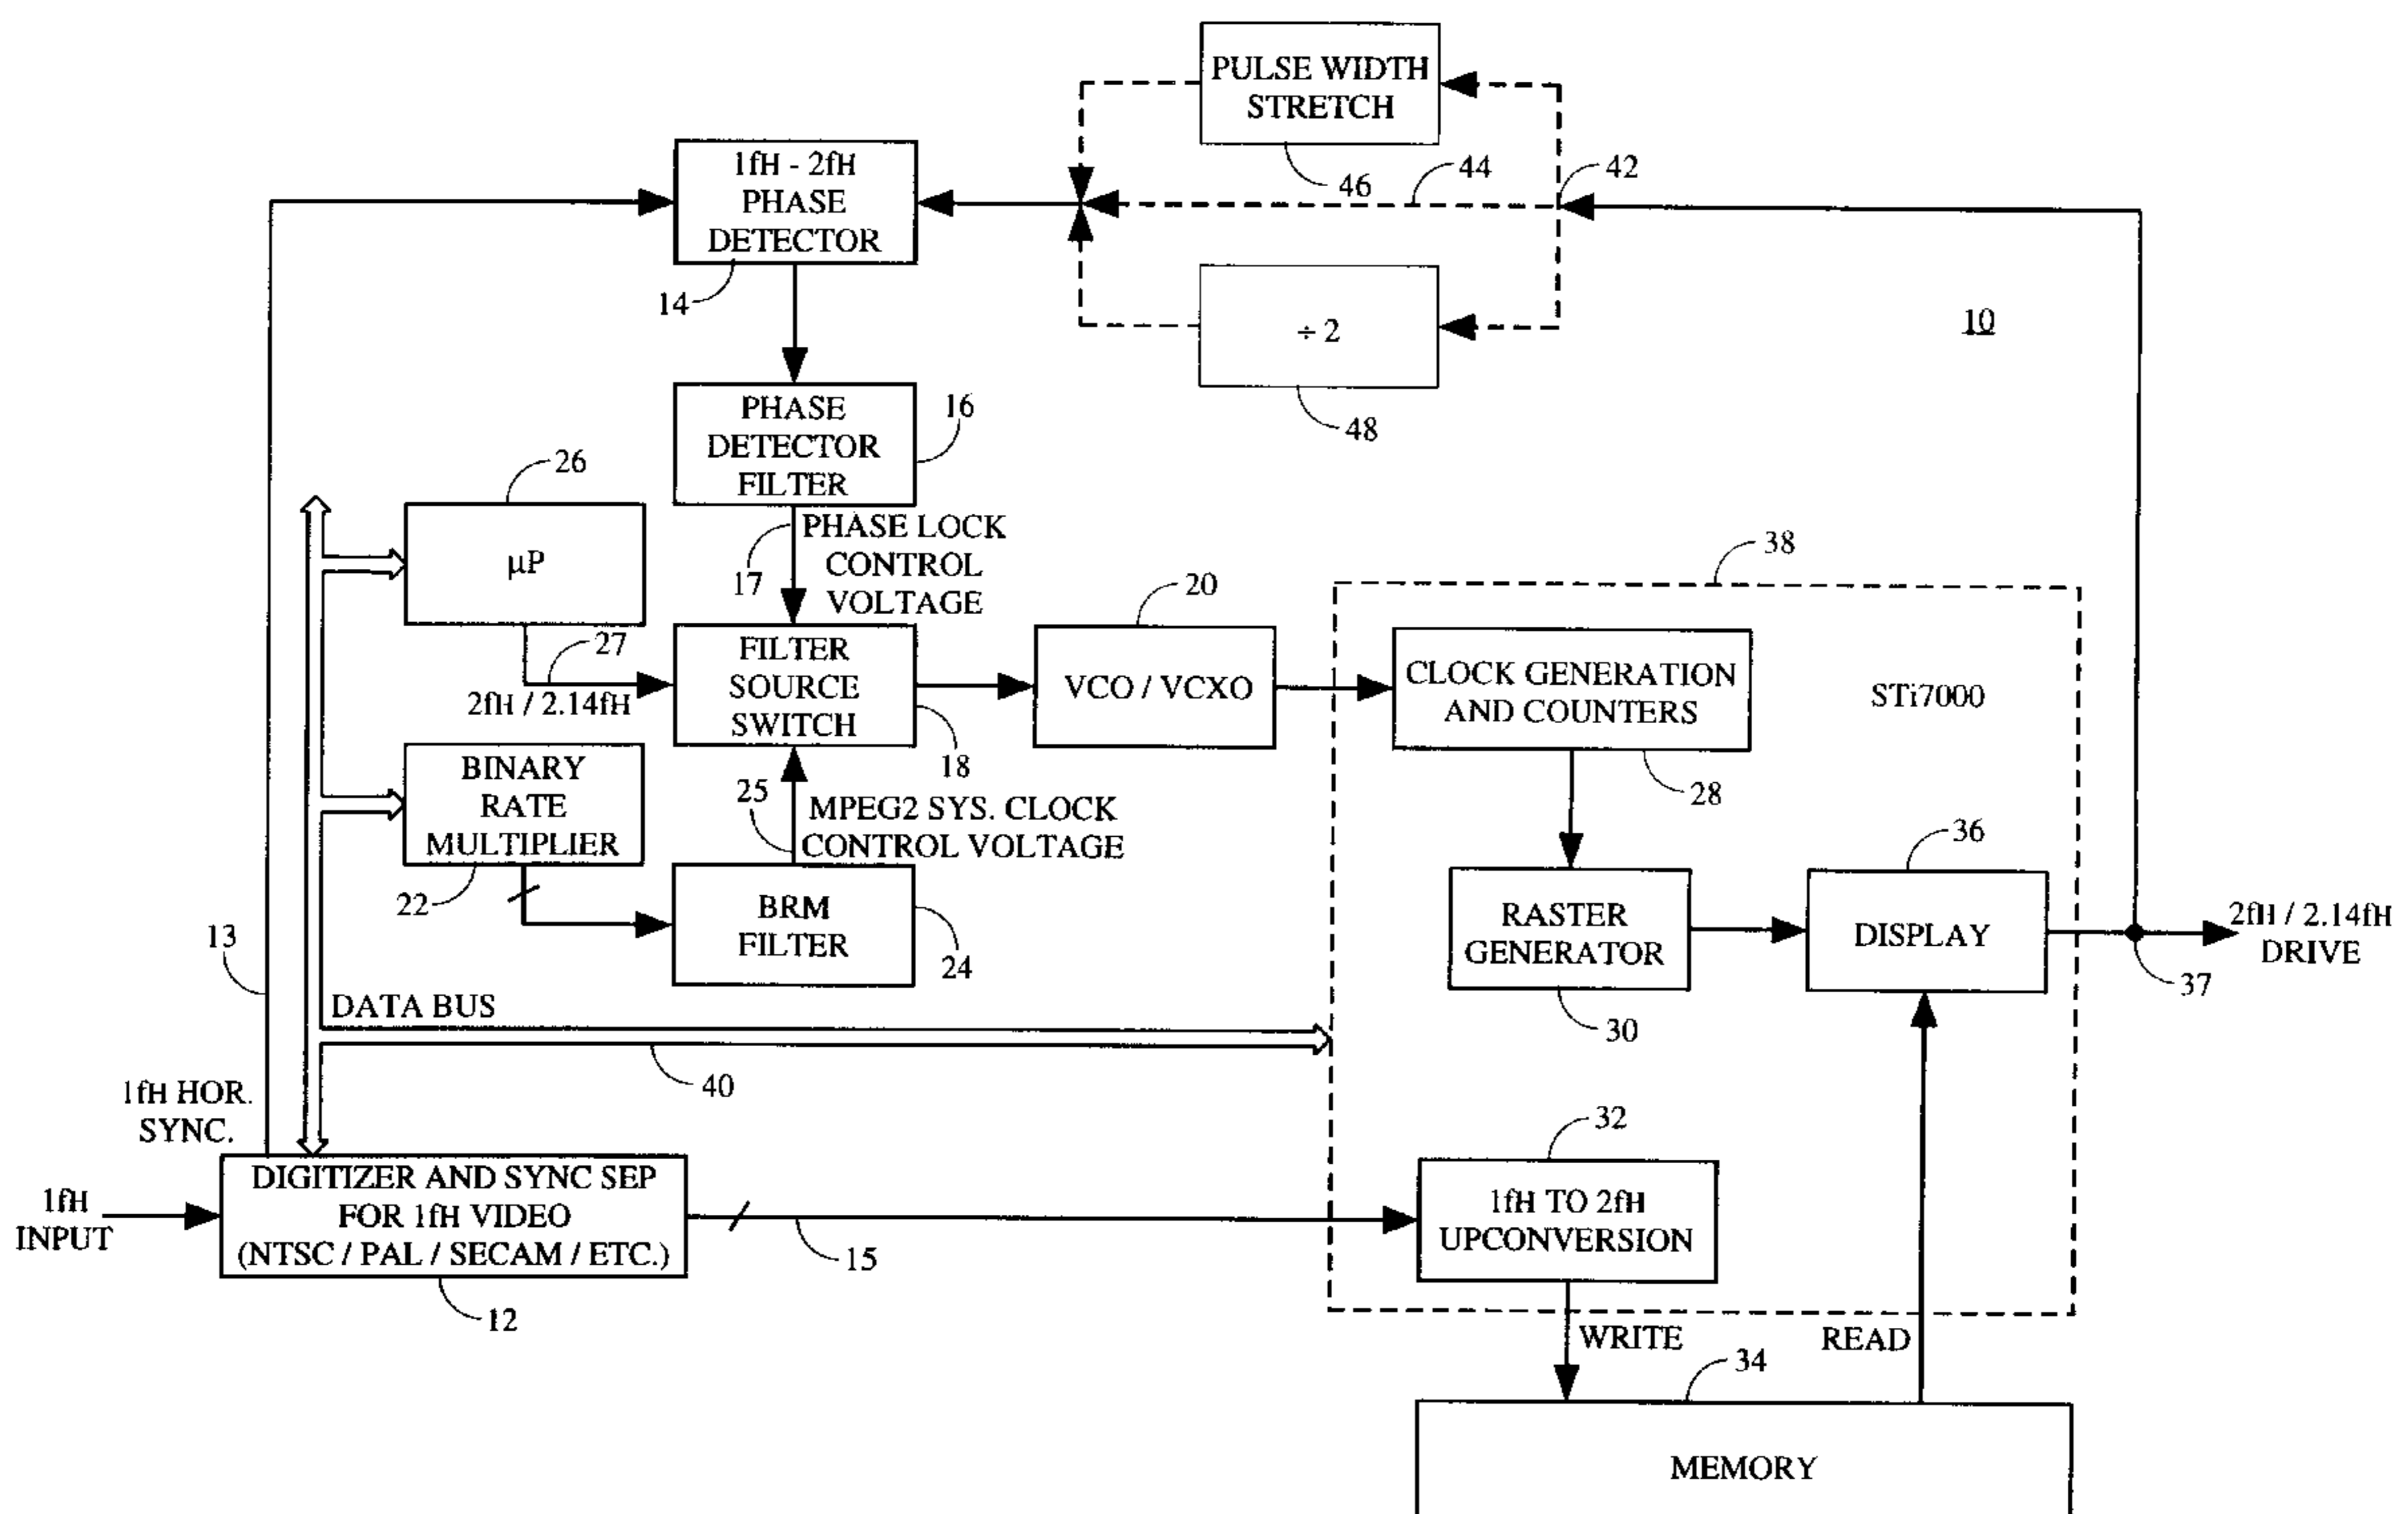 PULSE WIDTH
STRETCH
46
44
42
1fH - 2fH
PHASE
DETECTOR
14
÷ 2
48
10
PHASE
DETECTOR
FILTER
16
26
µP
17
PHASE LOCK
CONTROL
VOLTAGE
27
2fH / 2.14fH
FILTER
SOURCE
SWITCH
18
20
VCO / VCXO
38
CLOCK GENERATION
AND COUNTERS
STi7000
28
BINARY
RATE
MULTIPLIER
22
25
MPEG2 SYS. CLOCK
CONTROL VOLTAGE
BRM
FILTER
24
RASTER
GENERATOR
30
36
DISPLAY
2fH / 2.14fH
DRIVE
37
13
DATA BUS
40
1fH HOR.
SYNC.
1fH
INPUT
DIGITIZER AND SYNC SEP
FOR 1fH VIDEO
(NTSC / PAL / SECAM / ETC.)
12
15
32
1fH TO 2fH
UPCONVERSION
WRITE
READ
34
MEMORY